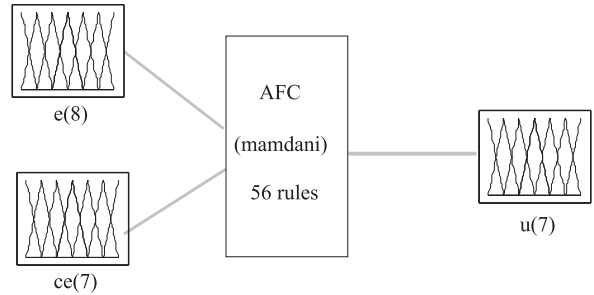 e(8)
ce(7)
AFC
(mamdani)
56 rules
u(7)